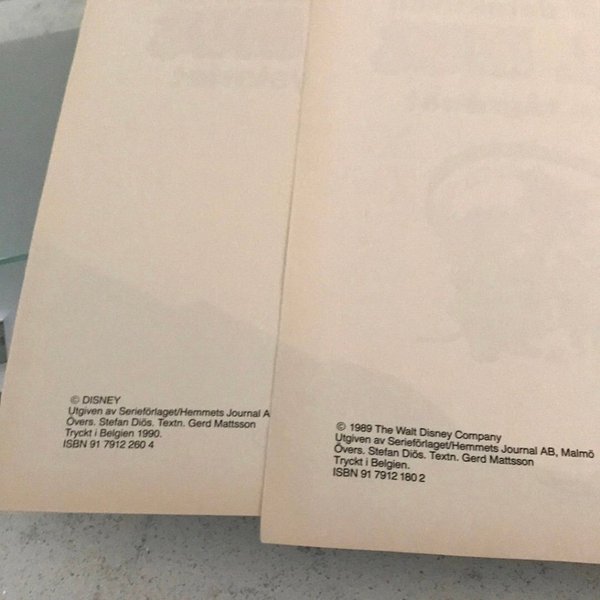 © DISNEY
Utgiven av Serieförlaget/Hemmets Journal A
Övers. Stefan Diös. Textn. Gerd Mattsson
Tryckt i Belgien 1990.
ISBN 91 7912 260 4
© 1989 The Walt Disney Company
Utgiven av Serieförlaget/Hemmets Journal AB, Malmö
Övers. Stefan Diös. Textn. Gerd Mattsson
Tryckt i Belgien.
ISBN 91 7912 180 2